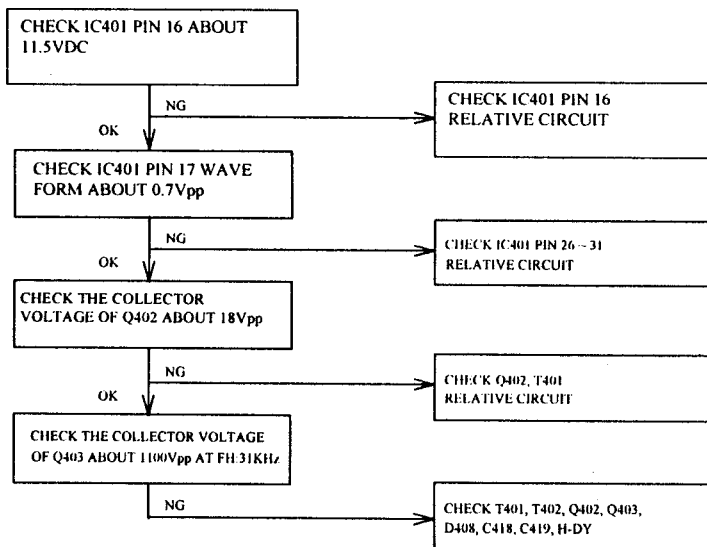 CHECK IC401 PIN 16 ABOUT
11.5VDC
NG
CHECK IC401 PIN 16
RELATIVE CIRCUIT
OK
CHECK IC401 PIN 17 WAVE
FORM ABOUT 0.7Vpp
NG
CHECK IC401 PIN 26~31
RELATIVE CIRCUIT
OK
CHECK THE COLLECTOR
VOLTAGE OF Q402 ABOUT 18Vpp
NG
CHECK Q402, T401
RELATIVE CIRCUIT
OK
CHECK THE COLLECTOR VOLTAGE
OF Q403 ABOUT 1100Vpp AT FH:31KHz
NG
CHECK T401, T402, Q402, Q403,
D408, C418, C419, H-DY